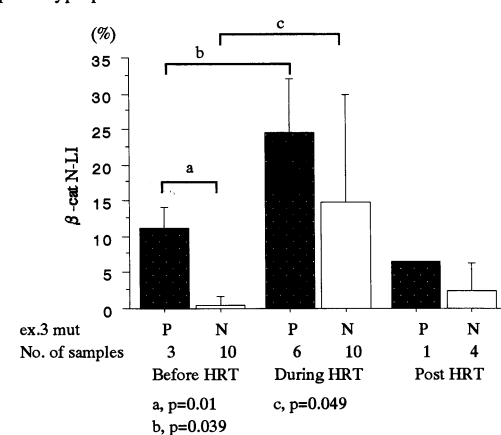 (%)
c
b
a
35
30
25
20
15
10
5
0
β-cat N-LI
ex.3 mut P N P N P N
No. of samples 3 10 6 10 1 4
Before HRT During HRT Post HRT
a, p=0.01 c, p=0.049
b, p=0.039